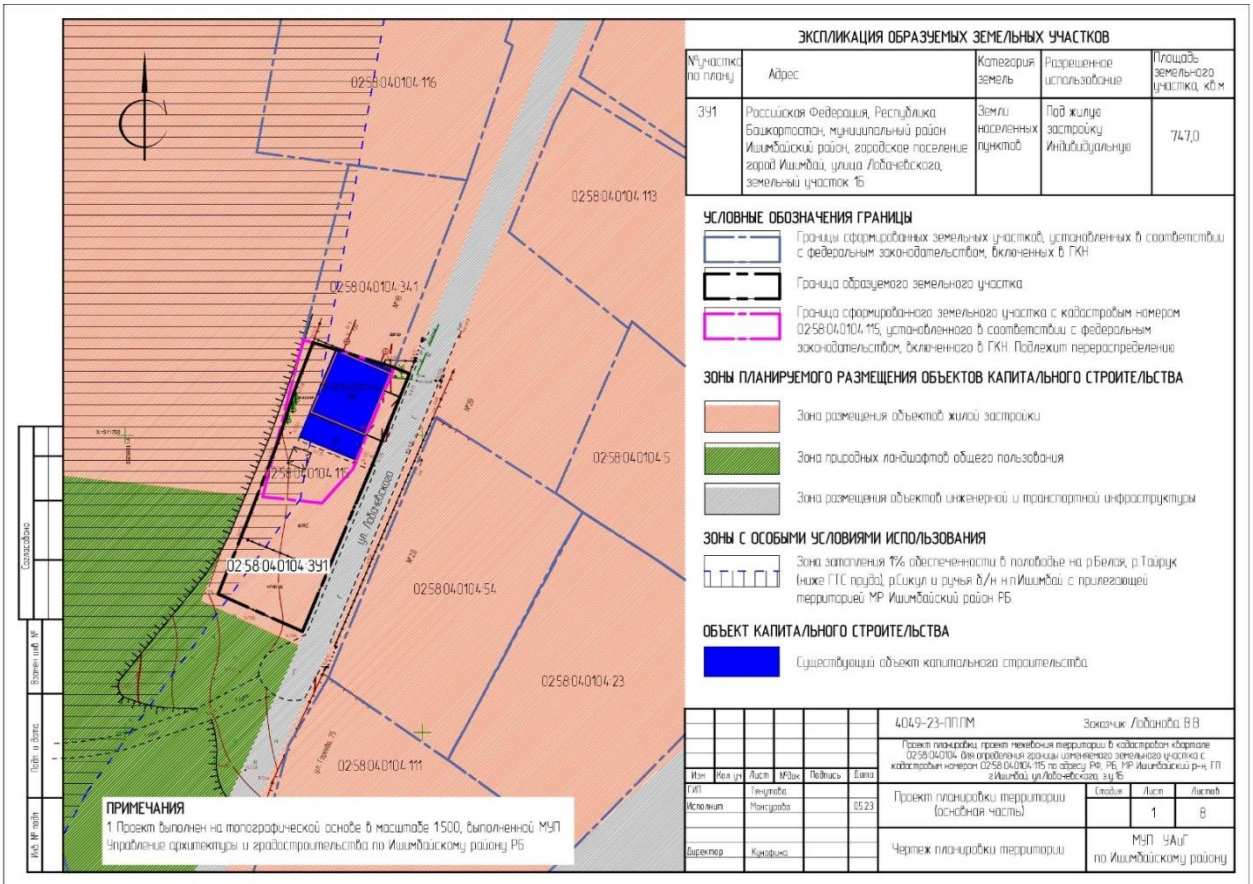 ЭКСПЛИКАЦИЯ ОБРАЗУЕМЫХ ЗЕМЕЛЬНЫХ УЧАСТКОВ
№участка по плану
Адрес
Категория земель
Разрешенное использование
Площадь земельного участка, кв.м
:ЗУ1
Российская Федерация, Республика
Башкортостан, муниципальный район
Ишимбайский район, городское поселение
город Ишимбай, улица Лобачевского,
земельный участок 1Б
Земли
населенных
пунктов
Под жилую
застройку
Индивидуальную
747,0
УСЛОВНЫЕ ОБОЗНАЧЕНИЯ ГРАНИЦЫ
Границы сформированных земельных участков, установленных в соответствии
с федеральным законодательством, включенных в ГКН
Граница образуемого земельного участка
Граница сформированного земельного участка с кадастровым номером
02:58:040104:115, установленного в соответствии с федеральным
законодательством, включенного в ГКН. Подлежит перераспределению
ЗОНЫ ПЛАНИРУЕМОГО РАЗМЕЩЕНИЯ ОБЪЕКТОВ КАПИТАЛЬНОГО СТРОИТЕЛЬСТВА
Зона размещения объектов жилой застройки
Зона природных ландшафтов общего пользования
Зона размещения объектов инженерной и транспортной инфраструктуры
ЗОНЫ С ОСОБЫМИ УСЛОВИЯМИ ИСПОЛЬЗОВАНИЯ
Зона затопления 1% обеспеченности в половодье на р.Белая, р.Тайрук
(ниже ГТС пруда), р.Сикул и ручья б/н н.п.Ишимбай с прилегающей
территорией МР Ишимбайский район РБ.
ОБЪЕКТ КАПИТАЛЬНОГО СТРОИТЕЛЬСТВА
Существующий объект капитального строительства
02:58:040104:116
02:58:040104:113
02:58:040104:341
№18
№20
02:58:040104:5
02:58:040104:115
ул. Лобачевского
02:58:040104:ЗУ1
№28
02:58:040104:54
02:58:040104:23
ул. Горького, 75
02:58:040104:111
ПРИМЕЧАНИЯ
1. Проект выполнен на топографической основе в масштабе 1:500, выполненной МУП
Управление архитектуры и градостроительства по Ишимбайскому району РБ
Согласовано
Взамен инв. №
Подп. и дата
Инв. № подл.
4049-23-ПП,ПМ
Заказчик: Лобанова В.В.
Проект планировки, проект межевания территории в кадастровом квартале
02:58:040104 для определения границы изменяемого земельного участка с
кадастровым номером 02:58:040104:115 по адресу: РФ, РБ, МР Ишимбайский р-н, ГП
г.Ишимбай, ул.Лобачевского, з.у.1Б
Изм.
Кол.уч
Лист
№Док
Подпись
Дата
ГИП
Тянутова
Исполнит
Мансурова
05.23
Директор
Кунафина
Проект планировки территории
(основная часть)
Стадия
Лист
Листов
1
8
Чертеж планировки территории
МУП УАиГ
по Ишимбайскому району